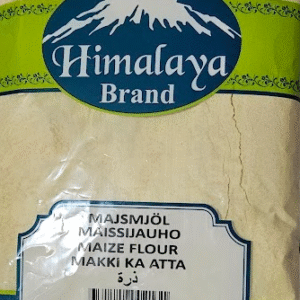 Himalaya
Brand
MAJSMJÖL
MAISSIJAUHO
MAIZE FLOUR
MAKKI KA ATTA
ذرة